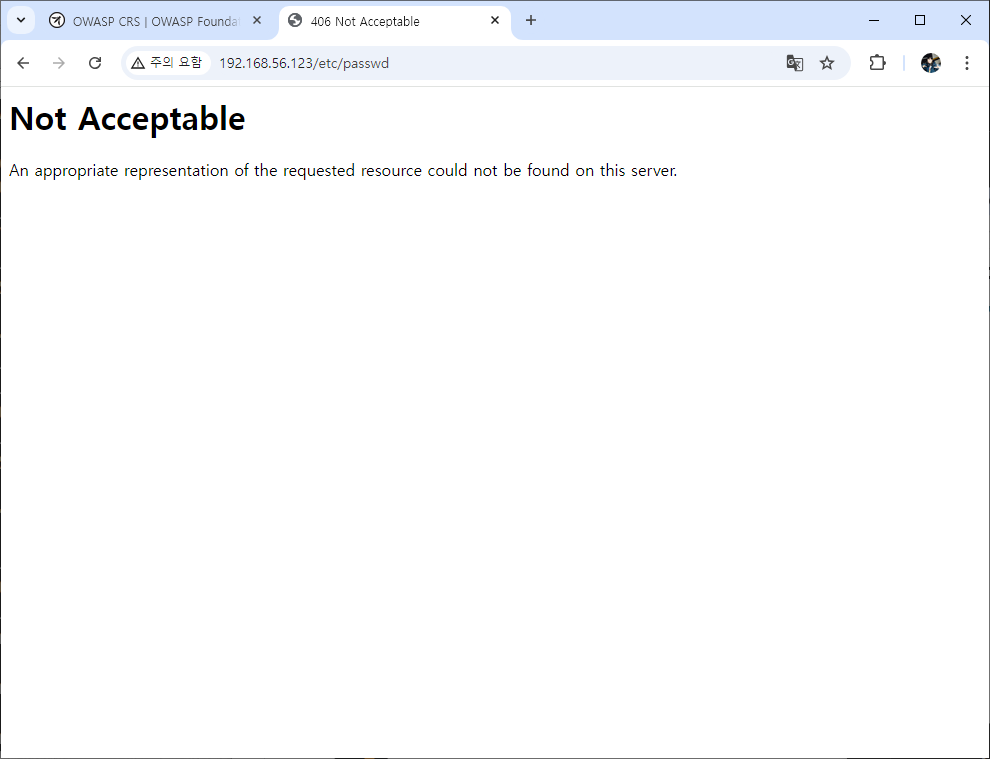 OWASP CRS | OWASP Foundat
406 Not Acceptable
주의 요함
192.168.56.123/etc/passwd
Not Acceptable
An appropriate representation of the requested resource could not be found on this server.